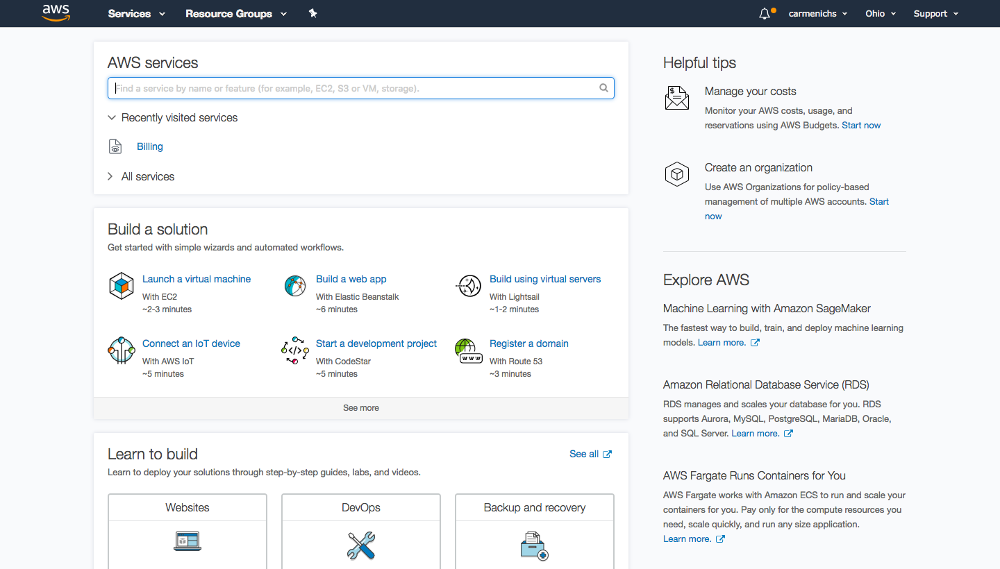 aws
Services
Resource Groups
carmenichs
Ohio
Support
AWS services
Find a service by name or feature (for example, EC2, S3 or VM, storage).
Recently visited services
Billing
All services
Build a solution
Get started with simple wizards and automated workflows.
Launch a virtual machine
With EC2
~2-3 minutes
Build a web app
With Elastic Beanstalk
~6 minutes
Build using virtual servers
With Lightsail
~1-2 minutes
Connect an IoT device
With AWS IoT
~5 minutes
Start a development project
With CodeStar
~5 minutes
www
Register a domain
With Route 53
~3 minutes
See more
Learn to build
See all
Learn to deploy your solutions through step-by-step guides, labs, and videos.
Websites
DevOps
Backup and recovery
Helpful tips
Manage your costs
Monitor your AWS costs, usage, and
reservations using AWS Budgets. Start now
Create an organization
Use AWS Organizations for policy-based
management of multiple AWS accounts. Start
now
Explore AWS
Machine Learning with Amazon SageMaker
The fastest way to build, train, and deploy machine learning
models. Learn more.
Amazon Relational Database Service (RDS)
RDS manages and scales your database for you. RDS
supports Aurora, MySQL, PostgreSQL, MariaDB, Oracle,
and SQL Server. Learn more.
AWS Fargate Runs Containers for You
AWS Fargate works with Amazon ECS to run and scale your
containers for you. Pay only for the compute resources you
need, scale quickly, and run any size application.
Learn more.